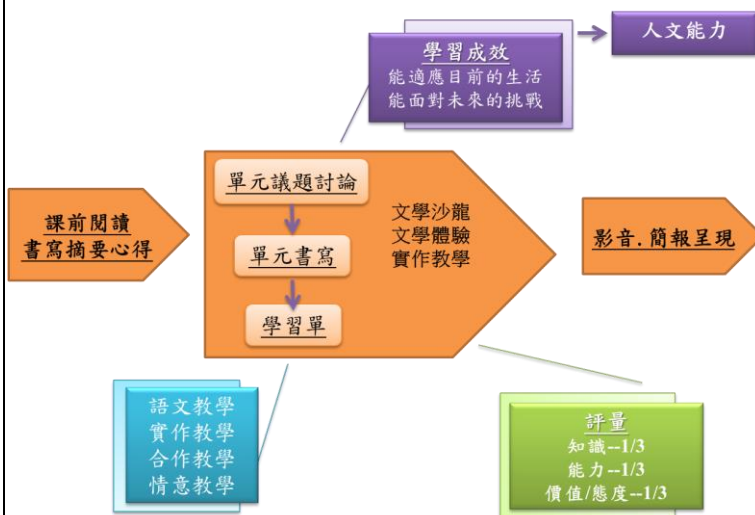 學習成效
能適應目前的生活
能面對未來的挑戰
人文能力
課前閱讀
書寫摘要心得
單元議題討論
單元書寫
學習單
文學沙龍
文學體驗
實作教學
影音.簡報呈現
語文教學
實作教學
合作教學
情意教學
評量
知識--1/3
能力--1/3
價值/態度--1/3